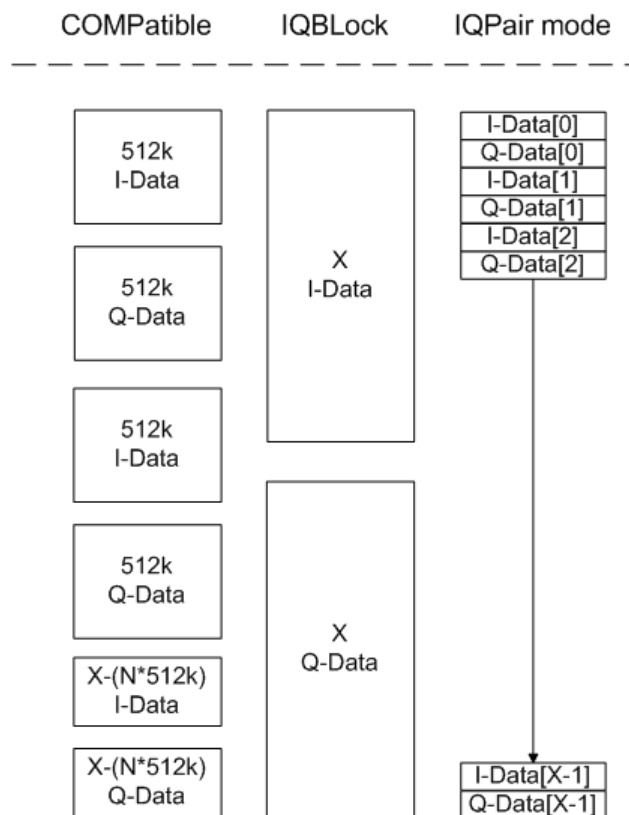 COMPatible IQBLock IQPair mode
512k
I-Data
512k
Q-Data
512k
I-Data
512k
Q-Data
X-(N*512k)
I-Data
X-(N*512k)
Q-Data
X
I-Data
X
Q-Data
I-Data[0]
Q-Data[0]
I-Data[1]
Q-Data[1]
I-Data[2]
Q-Data[2]
I-Data[X-1]
Q-Data[X-1]